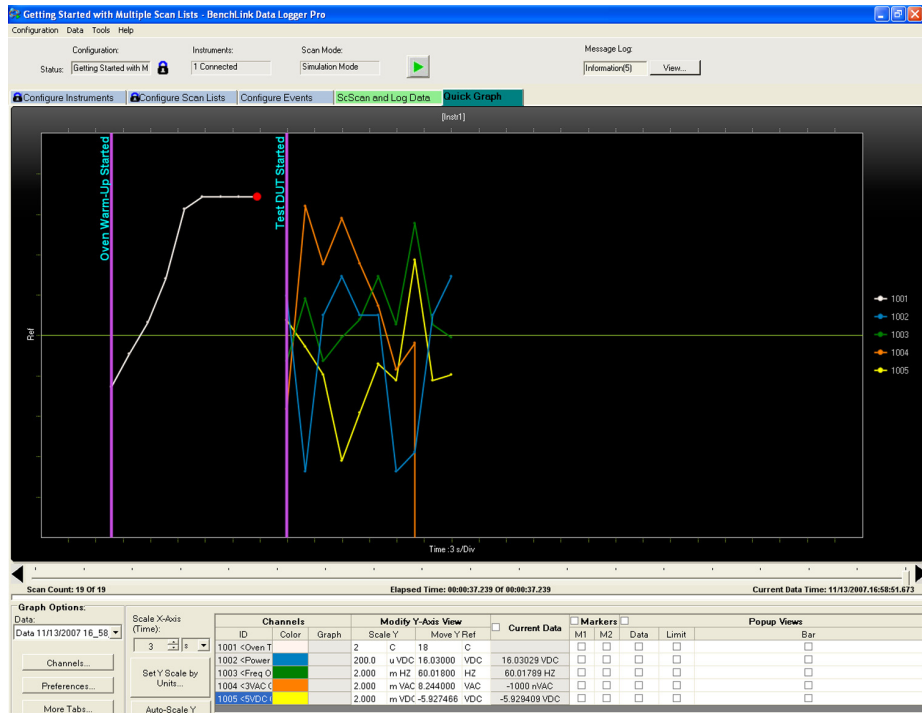 Getting Started with Multiple Scan Lists - BenchLink Data Logger Pro
Configuration Data Tools Help
Configuration: Instruments: Scan Mode: Message Log:
Status: Getting Started with M 1 Connected Simulation Mode Information(5) View...
Configure Instruments Configure Scan Lists Configure Events ScScan and Log Data Quick Graph
[Instr1]
Oven Warm-Up Started
Test DUT Started
Ref
1001
1002
1003
1004
1005
Time :3 s/Div
Scan Count: 19 Of 19 Elapsed Time: 00:00:37.239 Of 00:00:37.239 Current Data Time: 11/13/2007.16:58:51.673
Graph Options:
Data:
Data 11/13/2007 16_58_
Channels...
Preferences...
More Tabs...
Scale X-Axis
(Time):
3 s
Set Y Scale by
Units...
Auto-Scale Y
Channels Modify Y-Axis View Current Data Markers Popup Views
ID Color Graph Scale Y Move Y Ref M1 M2 Data Limit Bar
1001 <Oven T 2 C 18 C
1002 <Power 200.0 u VDC 16.03000 VDC 16.03029 VDC
1003 <Freq O 2.000 m HZ 60.01800 HZ 60.01789 HZ
1004 <3VAC 2.000 m VAC 8.244000 VAC -1000 nVAC
1005 <5VDC 2.000 m VDC -5.927466 VDC -5.929409 VDC